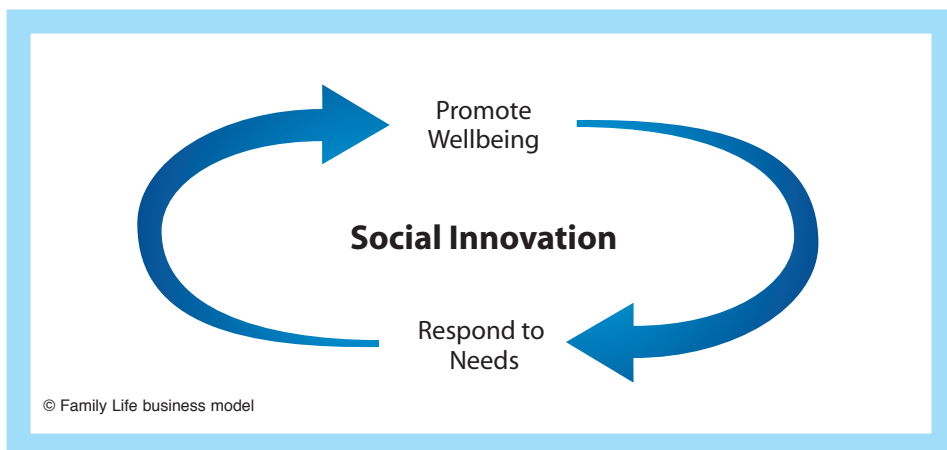 Promote
Wellbeing
Social Innovation
Respond to
Needs
© Family Life business model